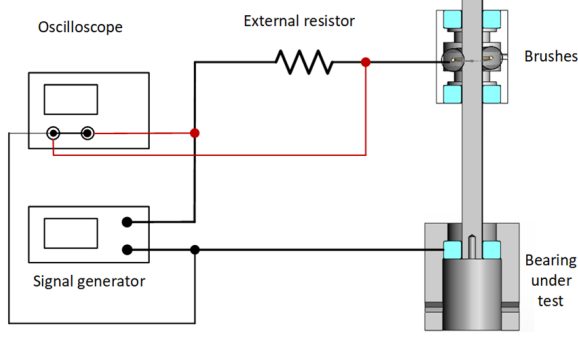 Oscilloscope
External resistor
Brushes
Signal generator
Bearing
under
test